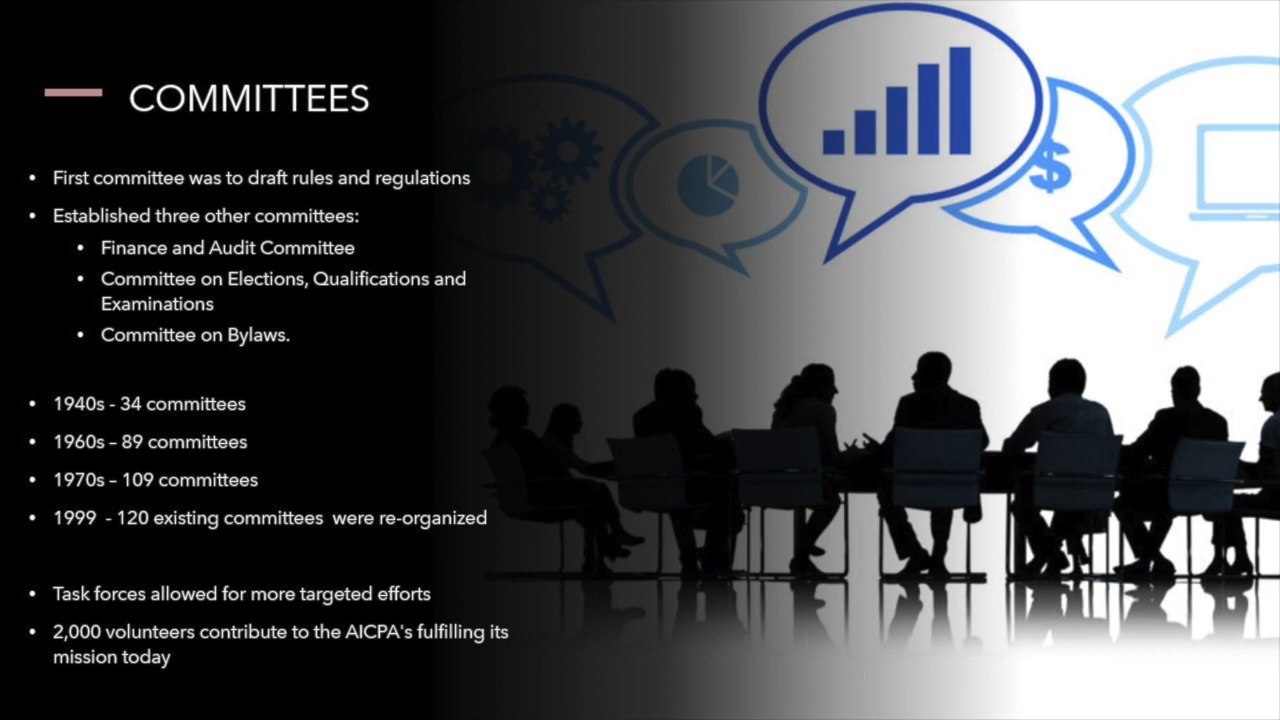 COMMITTEES
• First committee was to draft rules and regulations
• Established three other committees:
• Finance and Audit Committee
• Committee on Elections, Qualifications and
Examinations
• Committee on Bylaws.
• 1940s - 34 committees
• 1960s – 89 committees
• 1970s – 109 committees
• 1999  - 120 existing committees  were re-organized
• Task forces allowed for more targeted efforts
• 2,000 volunteers contribute to the AICPA's fulfilling its
mission today
$